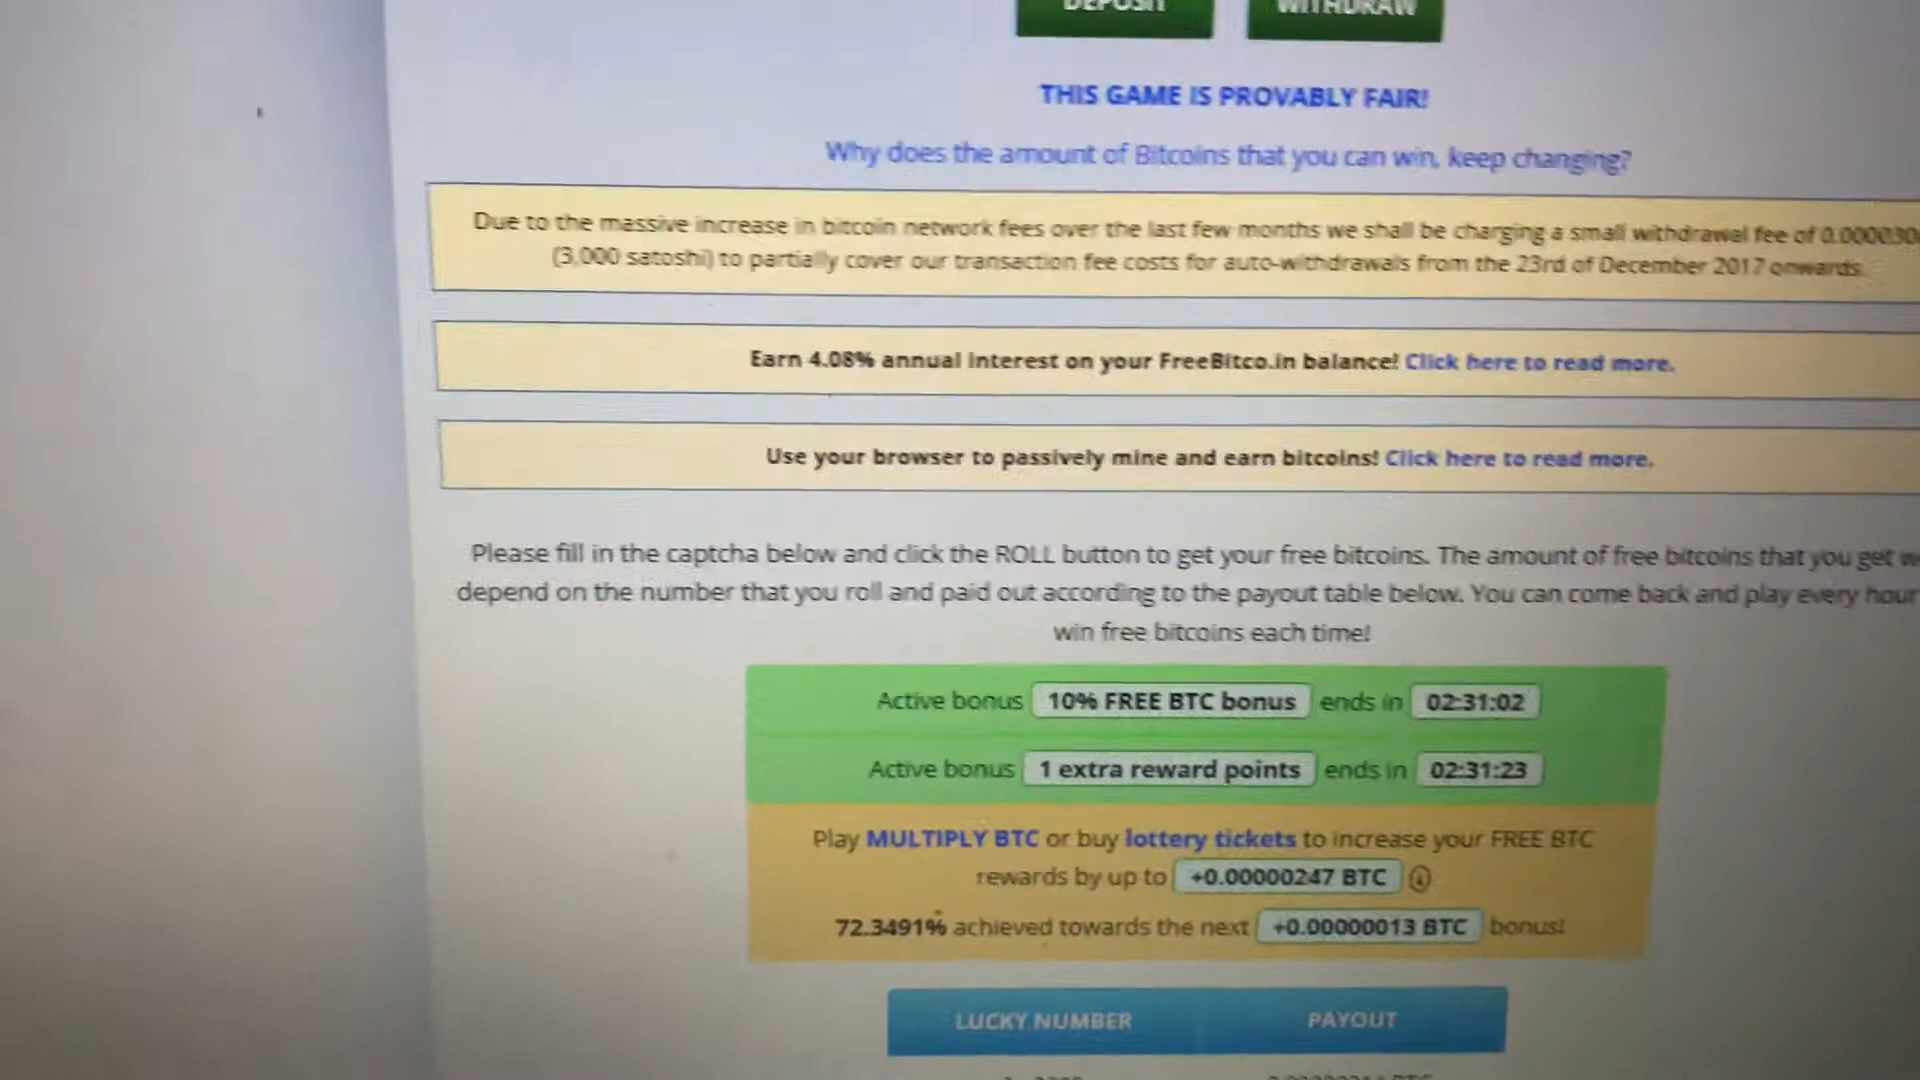 DEPOSIT WITHDRAW
THIS GAME IS PROVABLY FAIR!
Why does the amount of Bitcoins that you can win, keep changing?
Due to the massive increase in bitcoin network fees over the last few months we shall be charging a small withdrawal fee of
(3,000 satoshi) to partially cover our transaction fee costs for auto-withdrawals from the 23rd of December 2017 onwards.
Earn 4.08% annual interest on your FreeBitco.in balance! Click here to read more.
Use your browser to passively mine and earn bitcoins! Click here to read more.
Please fill in the captcha below and click the ROLL button to get your free bitcoins. The amount of free bitcoins that you get
depend on the number that you roll and paid out according to the payout table below. You can come back and play every hour
win free bitcoins each time!
Active bonus 10% FREE BTC bonus ends in 02:31:02
Active bonus 1 extra reward points ends in 02:31:23
Play MULTIPLY BTC or buy lottery tickets to increase your FREE BTC
rewards by up to +0.00000247 BTC
72.3491% achieved towards the next +0.00000013 BTC bonus!
LUCKY NUMBER PAYOUT